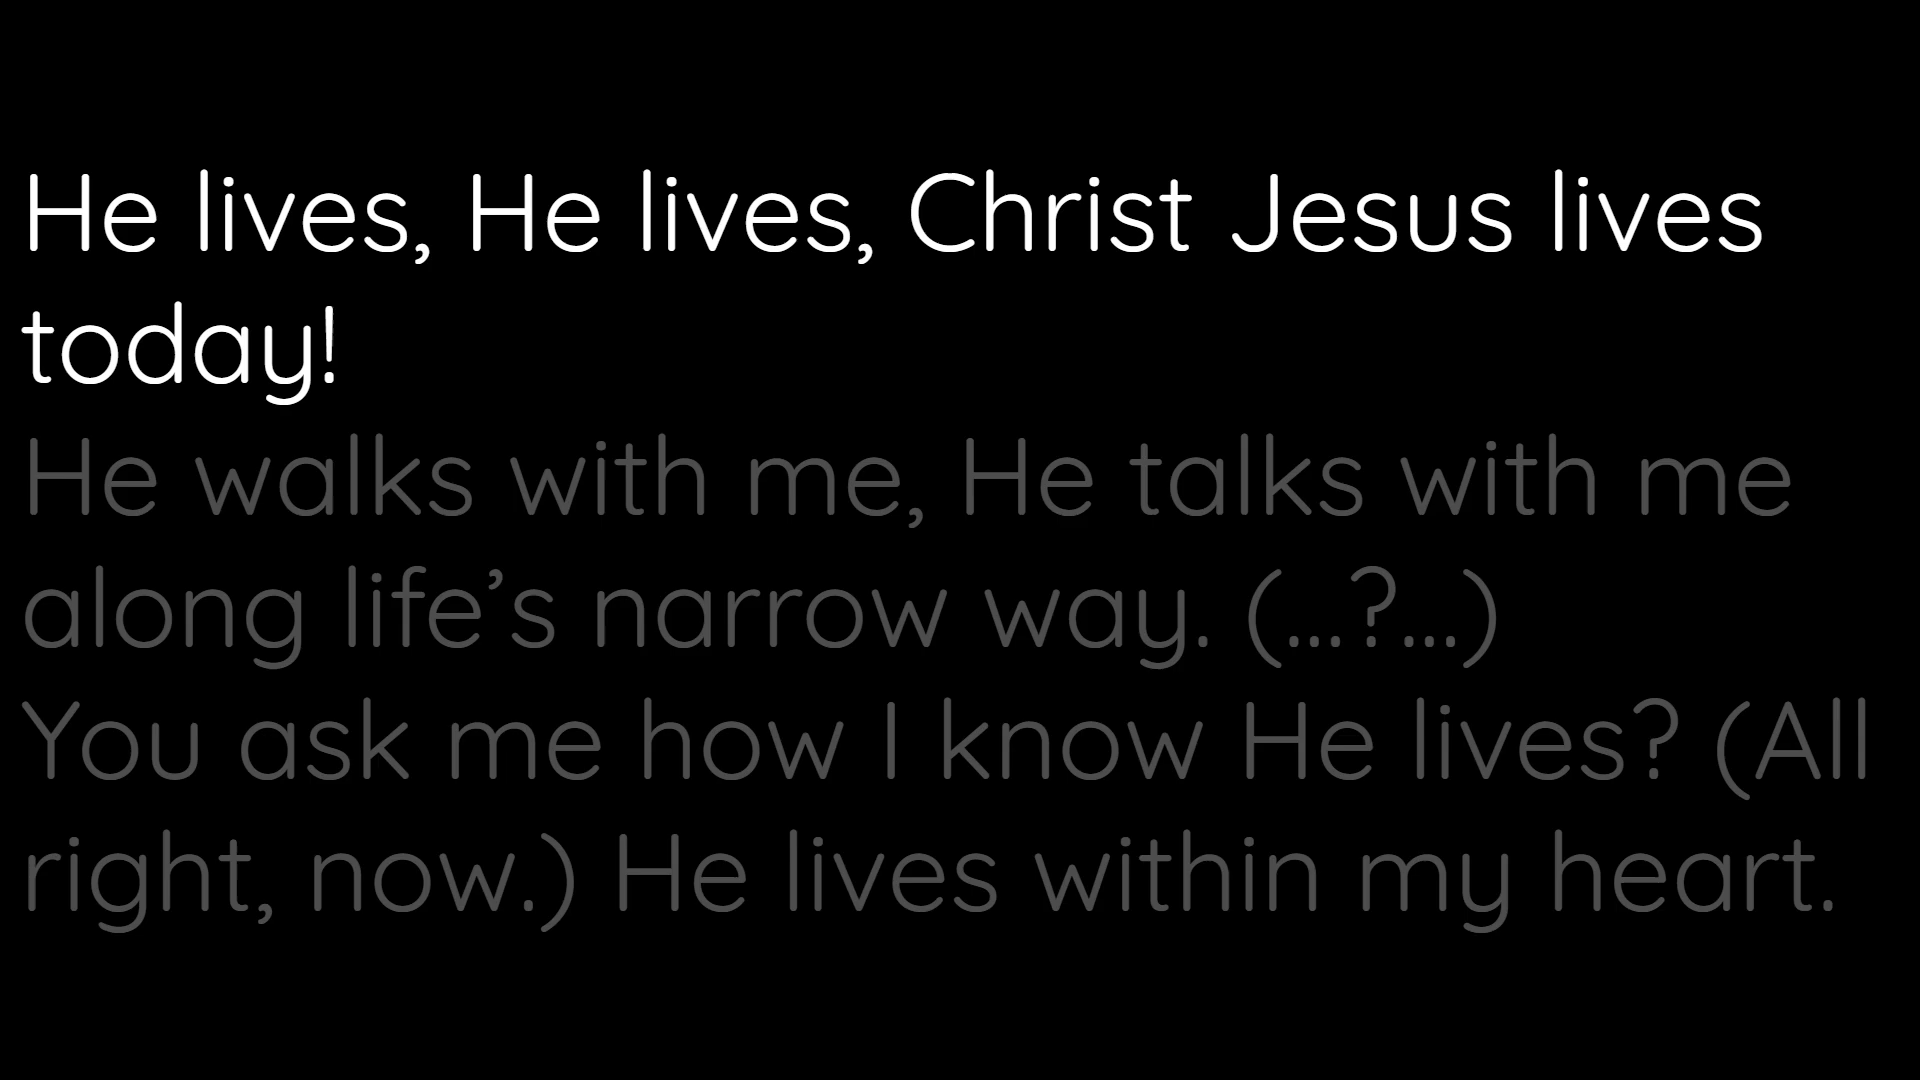 He lives, He lives, Christ Jesus lives
today!
He walks with me, He talks with me
along life’s narrow way. (...?...)
You ask me how I know He lives? (All
right, now.) He lives within my heart.